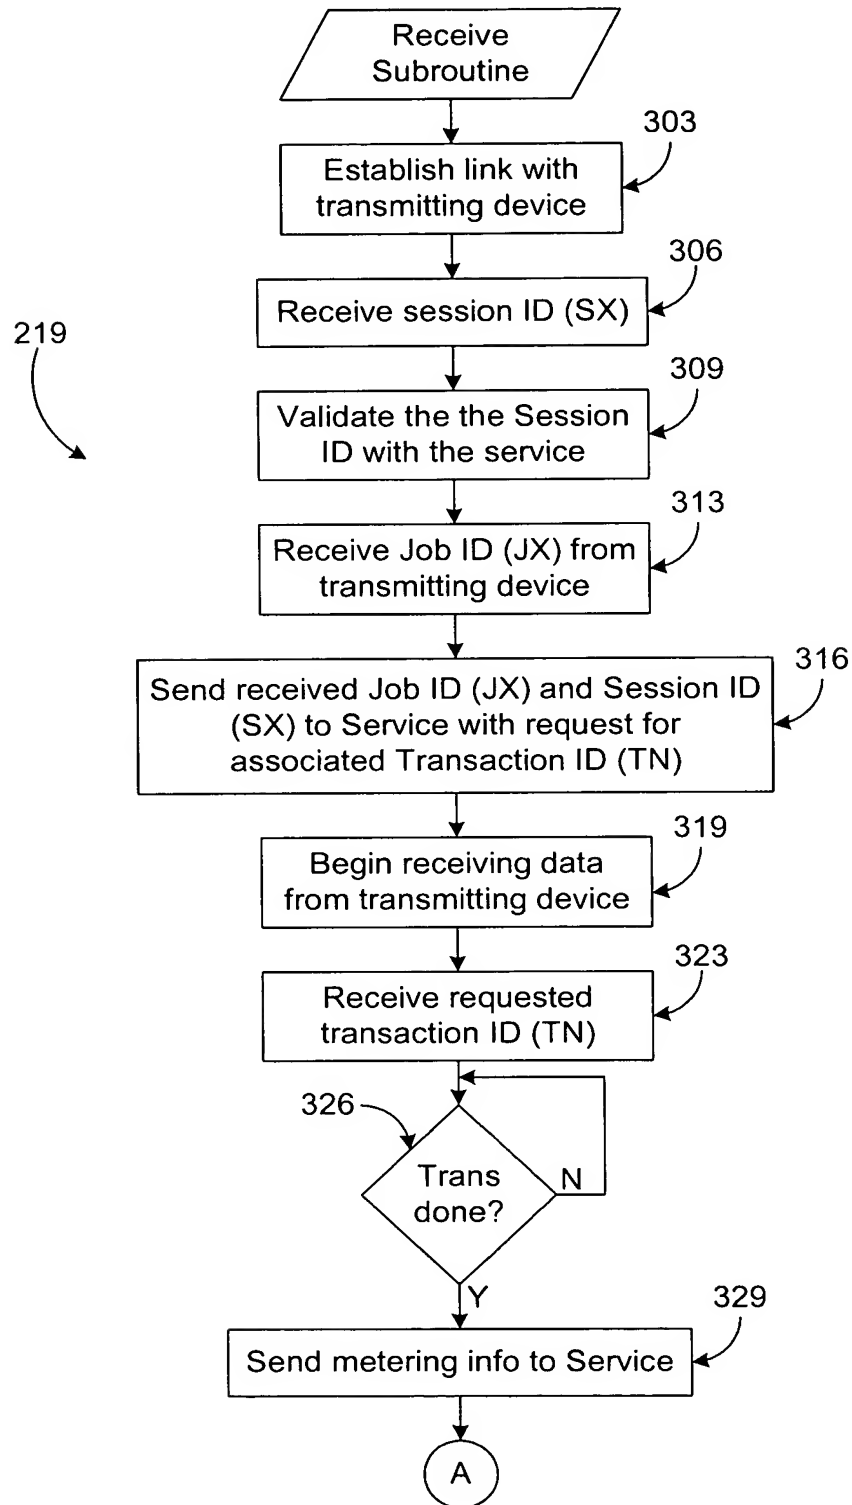 Receive
Subroutine
303
Establish link with
transmitting device
306
Receive session ID (SX)
219
309
Validate the the Session
ID with the service
313
Receive Job ID (JX) from
transmitting device
316
Send received Job ID (JX) and Session ID
(SX) to Service with request for
associated Transaction ID (TN)
319
Begin receiving data
from transmitting device
323
Receive requested
transaction ID (TN)
326
Trans
done?
N
Y
329
Send metering info to Service
A